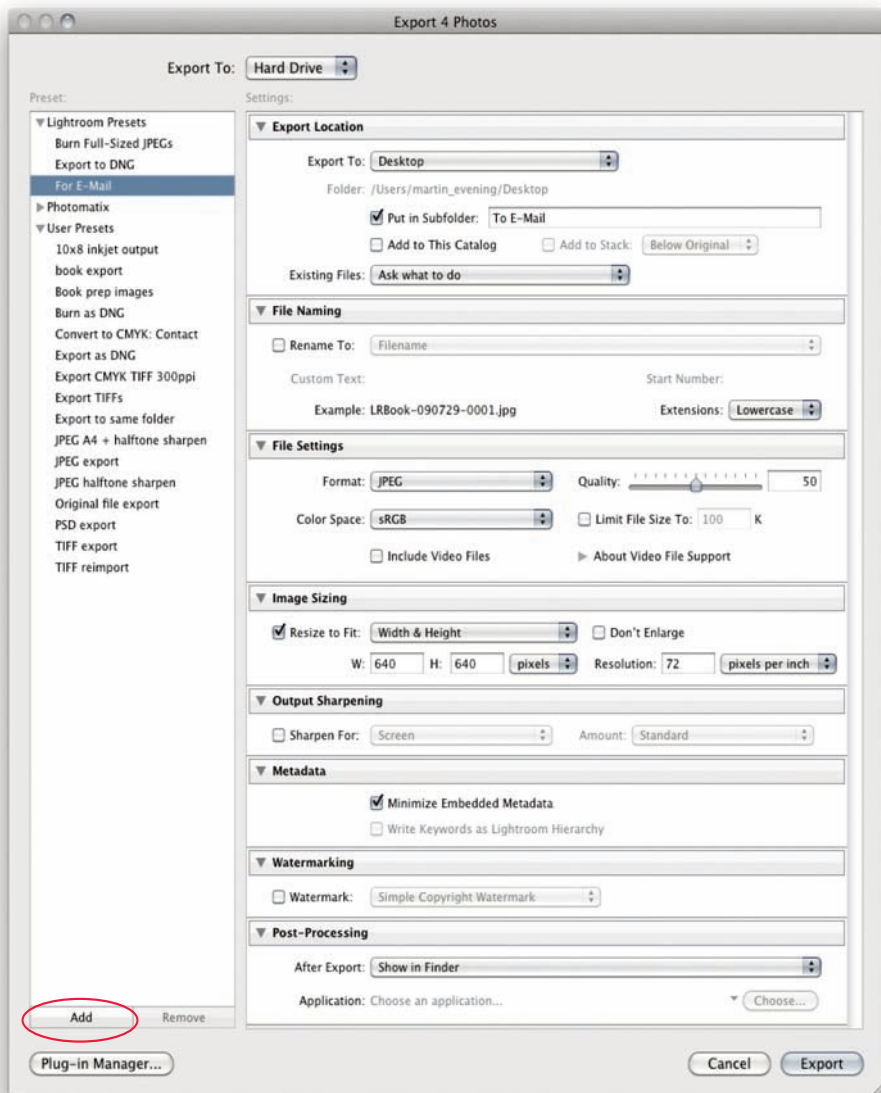 Export 4 Photos
Export To: Hard Drive
Preset:
Lightroom Presets
Burn Full-Sized JPEGs
Export to DNG
For E-Mail
Photomatix
User Presets
10x8 inkjet output
book export
Book prep images
Burn as DNG
Convert to CMYK: Contact
Export as DNG
Export CMYK TIFF 300ppi
Export TIFFs
Export to same folder
JPEG A4 + halftone sharpen
JPEG export
JPEG halftone sharpen
Original file export
PSD export
TIFF export
TIFF reimport
Add Remove
Settings:
Export Location
Export To: Desktop
Folder: /Users/martin_evening/Desktop
Put in Subfolder: To E-Mail
Add to This Catalog Add to Stack: Below Original
Existing Files: Ask what to do
File Naming
Rename To: Filename
Custom Text: Start Number:
Example: LRBook-090729-0001.jpg Extensions: Lowercase
File Settings
Format: JPEG Quality: 50
Color Space: sRGB Limit File Size To: 100 K
Include Video Files About Video File Support
Image Sizing
Resize to Fit: Width & Height Don't Enlarge
W: 640 H: 640 pixels Resolution: 72 pixels per inch
Output Sharpening
Sharpen For: Screen Amount: Standard
Metadata
Minimize Embedded Metadata
Write Keywords as Lightroom Hierarchy
Watermarking
Watermark: Simple Copyright Watermark
Post-Processing
After Export: Show in Finder
Application: Choose an application... Choose...
Plug-in Manager... Cancel Export